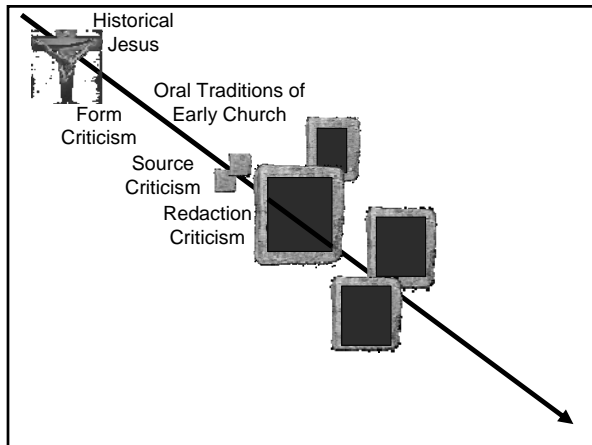 Historical
Jesus
Oral Traditions of
Early Church
Form
Criticism
Source
Criticism
Redaction
Criticism